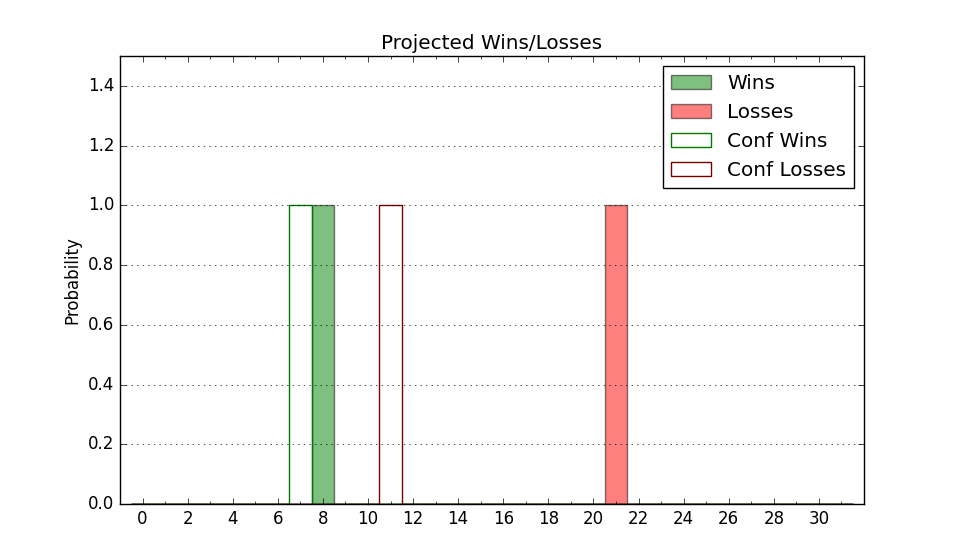 Projected Wins/Losses
1.4
1.2
1.0
0.8
0.6
0.4
0.2
0.0
Probability
Wins
Losses
Conf Wins
Conf Losses
0 2 4 6 8 10 12 14 16 18 20 22 24 26 28 30